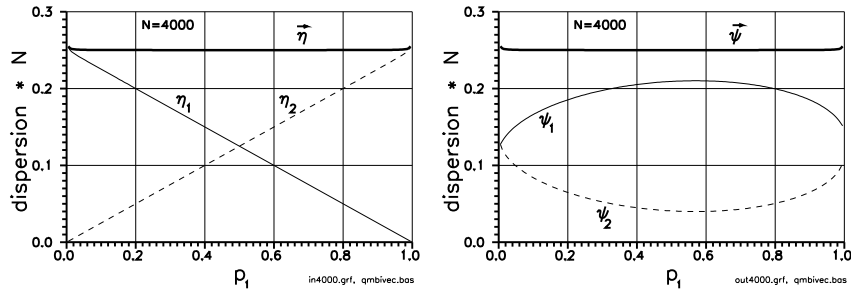 0.3
0.2
0.1
0.0
dispersion * N
N=4000
η⃗
η1
η2
0.0 0.2 0.4 0.6 0.8 1.0
p1
in4000.grf, qmbivec.bas
0.3
0.2
0.1
0.0
dispersion * N
N=4000
ψ⃗
ψ1
ψ2
0.0 0.2 0.4 0.6 0.8 1.0
p1
out4000.grf, qmbivec.bas